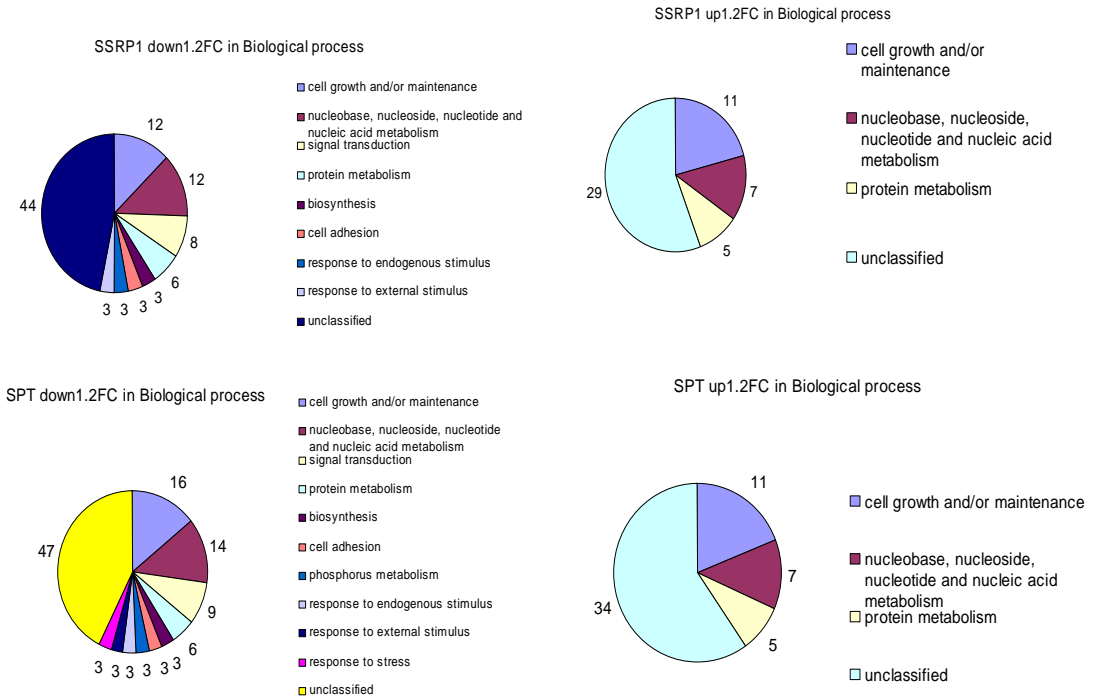 SSRP1 down1.2FC in Biological process
12
12
8
6
3
3
3
3
44
cell growth and/or maintenance
nucleobase, nucleoside, nucleotide and
nucleic acid metabolism
signal transduction
protein metabolism
biosynthesis
cell adhesion
response to endogenous stimulus
response to external stimulus
unclassified
SSRP1 up1.2FC in Biological process
11
7
5
29
cell growth and/or
maintenance
nucleobase, nucleoside,
nucleotide and nucleic acid
metabolism
protein metabolism
unclassified
SPT down1.2FC in Biological process
16
14
9
6
3
3
3
3
3
3
47
cell growth and/or maintenance
nucleobase, nucleoside, nucleotide
and nucleic acid metabolism
signal transduction
protein metabolism
biosynthesis
cell adhesion
phosphorus metabolism
response to endogenous stimulus
response to external stimulus
response to stress
unclassified
SPT up1.2FC in Biological process
11
7
5
34
cell growth and/or maintenance
nucleobase, nucleoside,
nucleotide and nucleic acid
metabolism
protein metabolism
unclassified